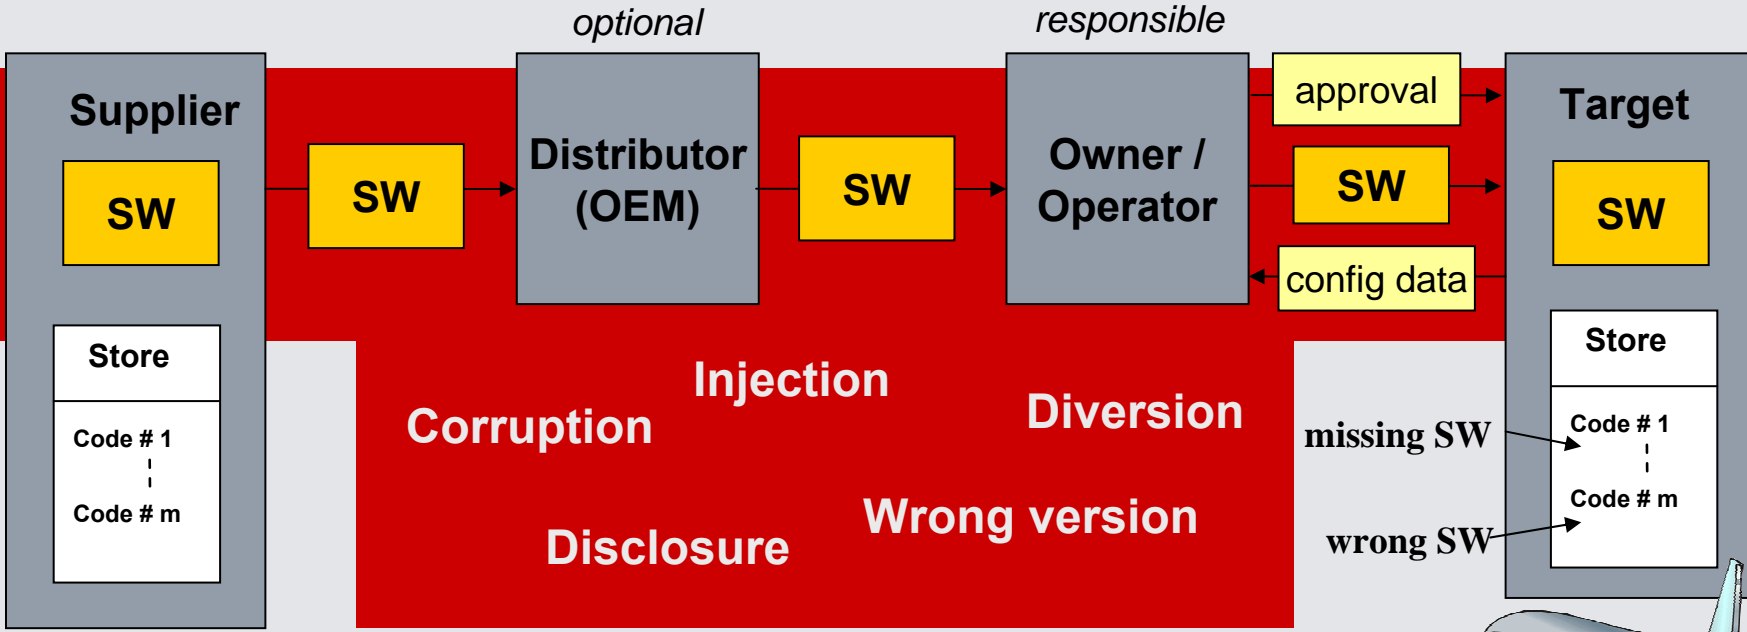 optional
responsible
Supplier
SW
Store
Code # 1
Code # m
SW
Distributor
(OEM)
SW
Owner /
Operator
approval
SW
config data
Target
SW
Store
Code # 1
Code # m
Injection
Corruption
Diversion
Wrong version
Disclosure
missing SW
wrong SW